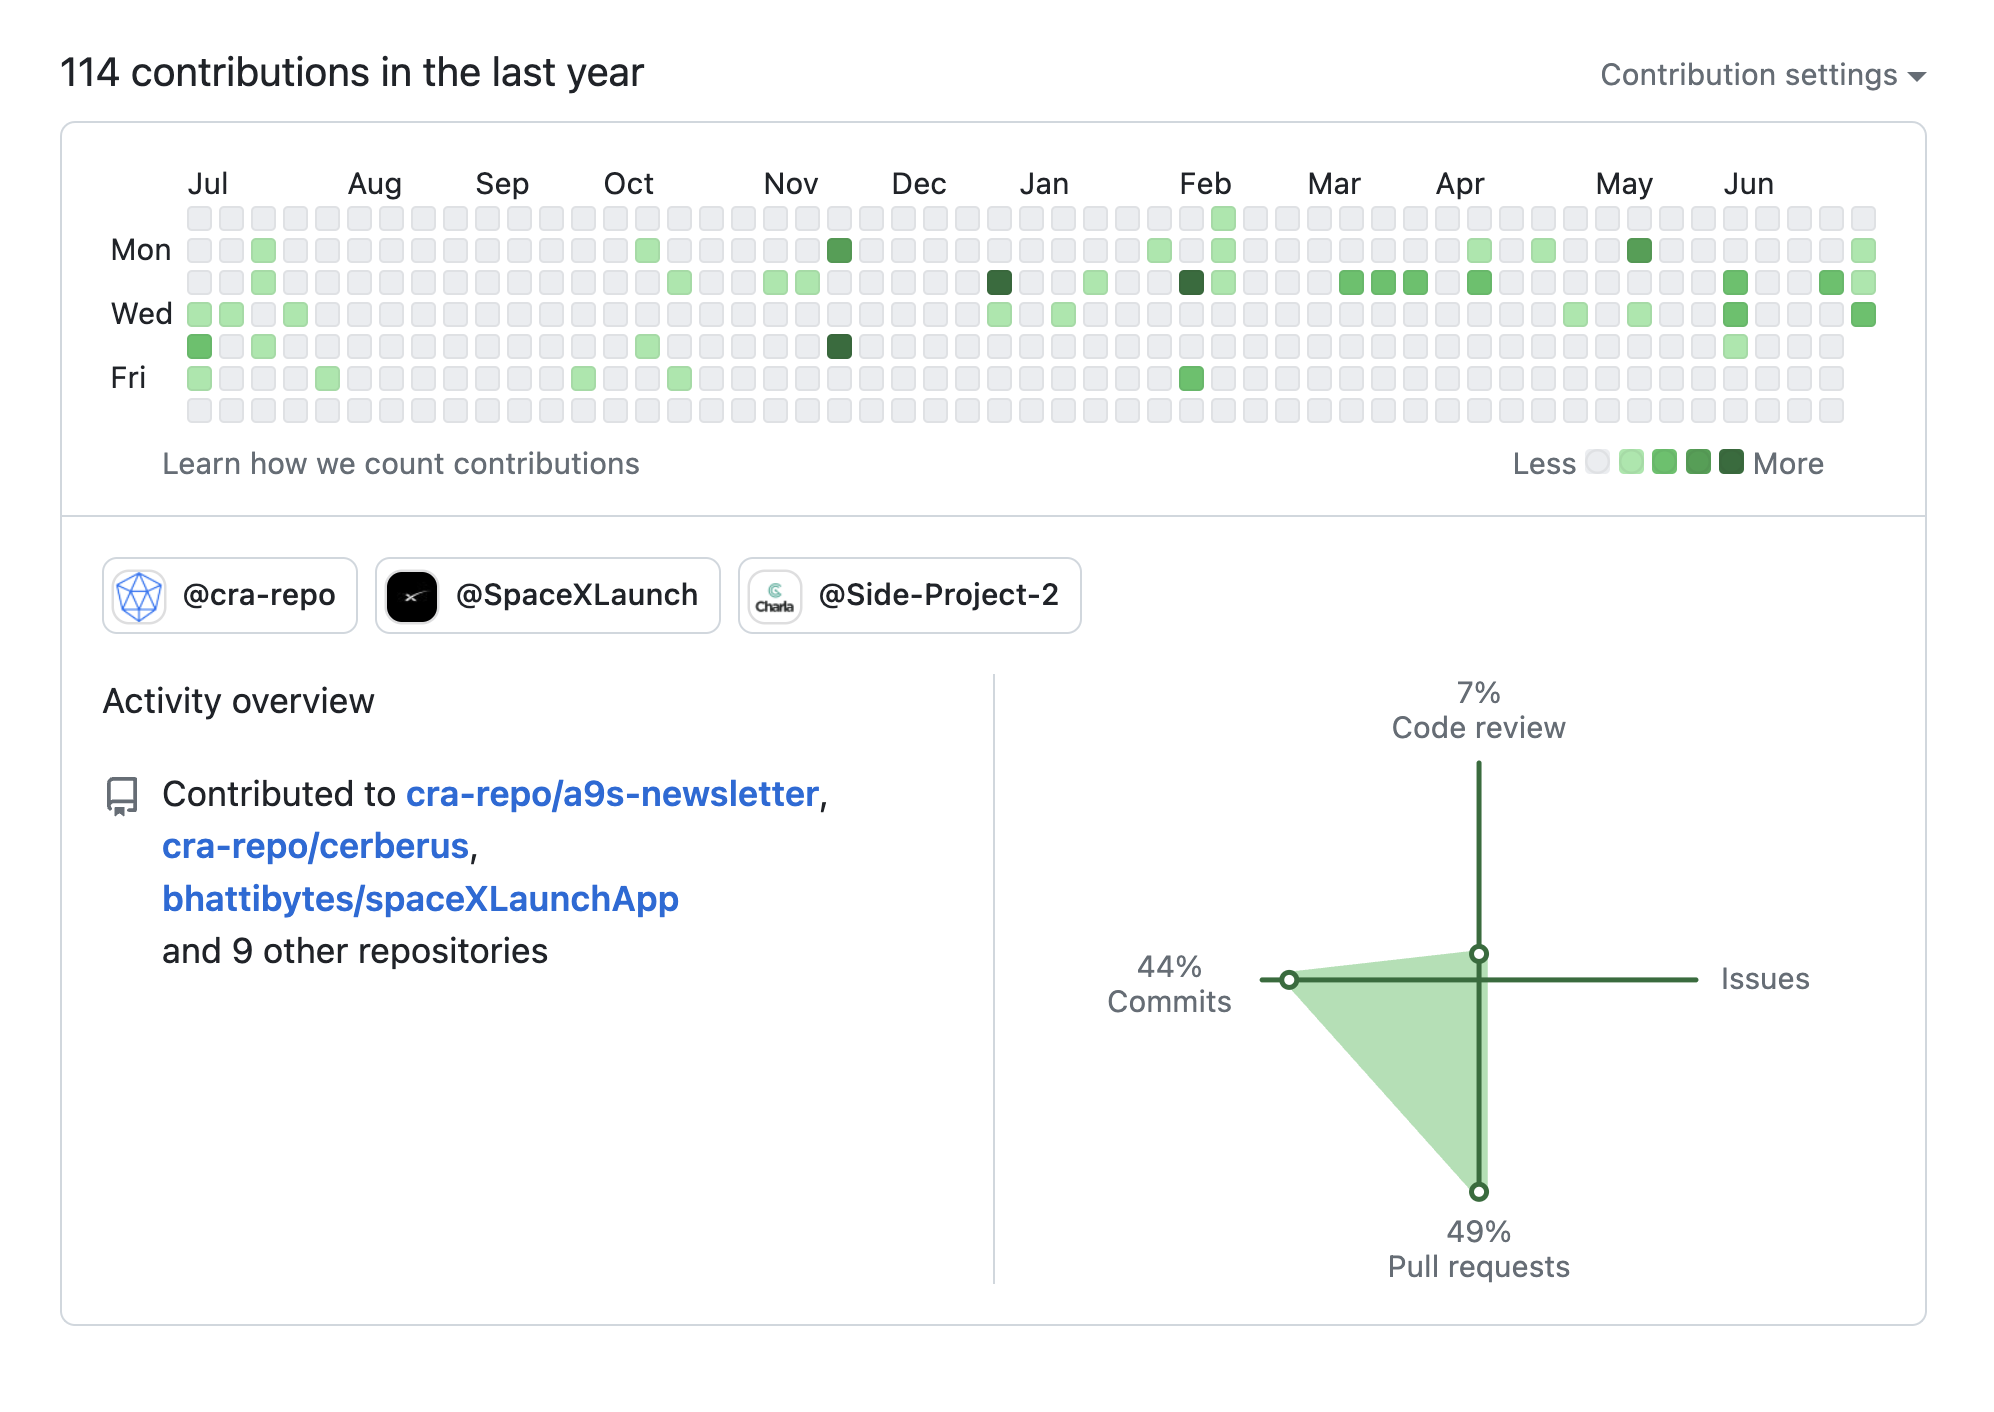 114 contributions in the last year
Contribution settings
Jul Aug Sep Oct Nov Dec Jan Feb Mar Apr May Jun
Mon
Wed
Fri
Learn how we count contributions
Less More
@cra-repo
@SpaceXLaunch
Charla
@Side-Project-2
Activity overview
Contributed to cra-repo/a9s-newsletter,
cra-repo/cerberus,
bhattibytes/spaceXLaunchApp
and 9 other repositories
7%
Code review
44%
Commits
Issues
49%
Pull requests